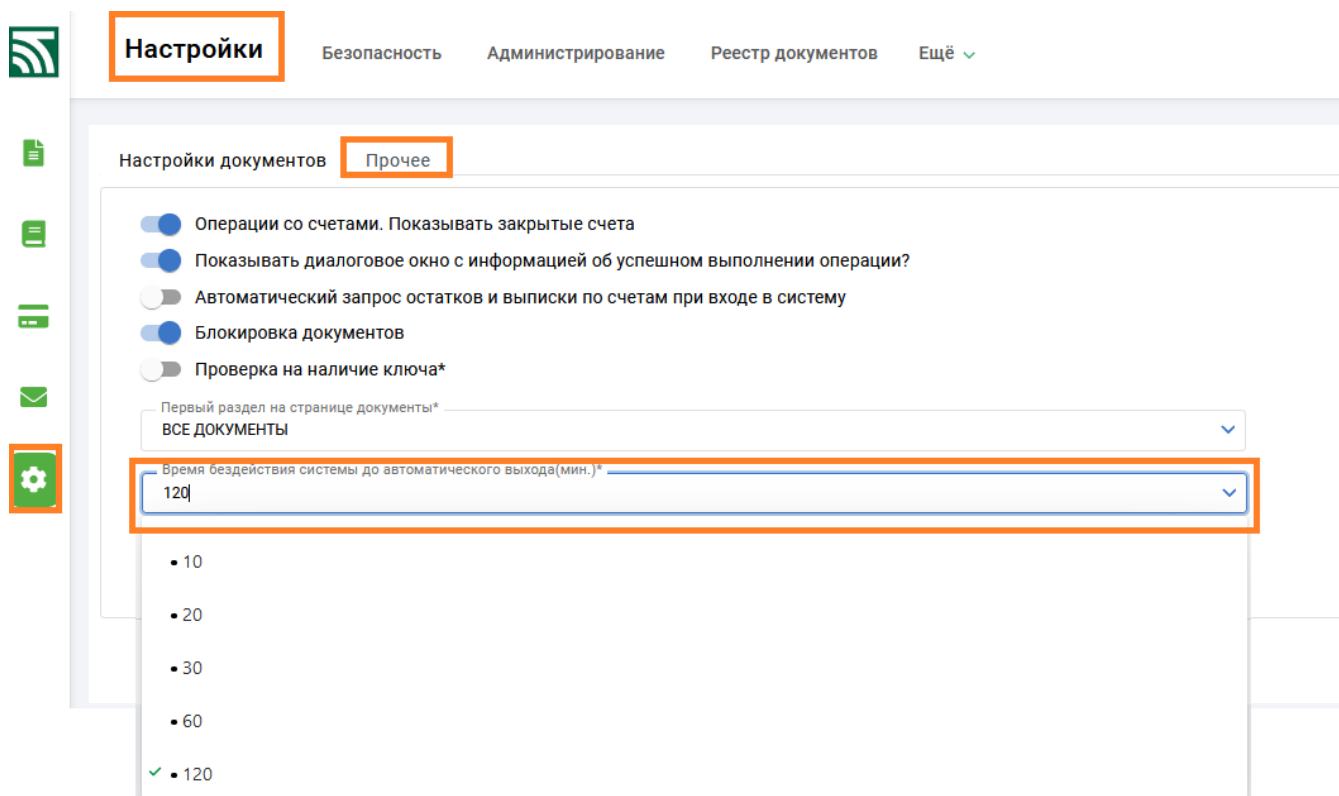 Настройки Безопасность Администрирование Реестр документов Ещё
Настройки документов Прочее
Операции со счетами. Показывать закрытые счета
Показывать диалоговое окно с информацией об успешном выполнении операции?
Автоматический запрос остатков и выписки по счетам при входе в систему
Блокировка документов
Проверка на наличие ключа*
Первый раздел на странице документы*
ВСЕ ДОКУМЕНТЫ
Время бездействия системы до автоматического выхода(мин.)*
120
• 10
• 20
• 30
• 60
• 120